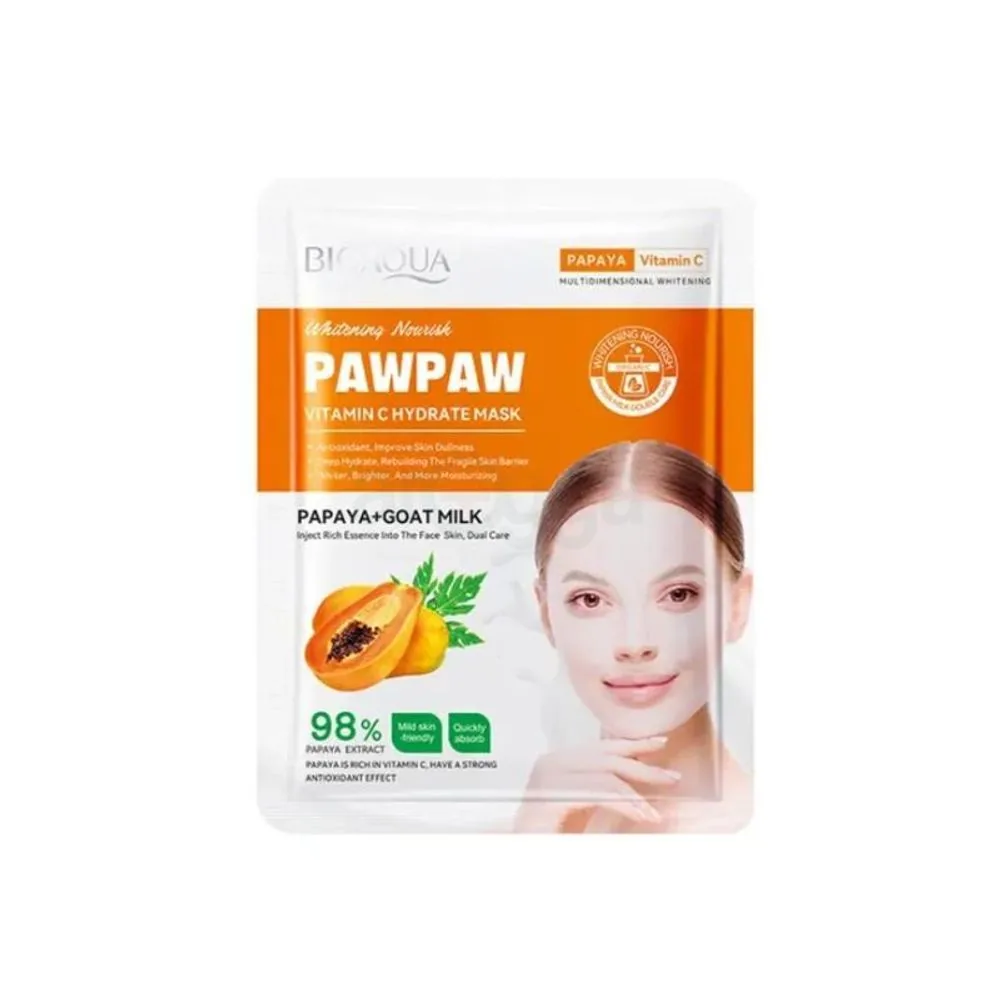 BIOAQUA
PAPAYA Vitamin C
MULTIDIMENSIONAL WHITENING
Whitening Nourish
PAWPAW
VITAMIN C HYDRATE MASK
WHITENING NOURISH
ORGANIC
Antioxidant, Improve Skin Dullness
Deep Hydrate, Rebuilding The Fragile Skin Barrier
Brighter, And More Moisturizing
PAPAYA+GOAT MILK
Inject Rich Essence Into The Face Skin, Dual Care
98%
PAPAYA EXTRACT
Mild skin
-friendly
Quickly
absorb
PAPAYA IS RICH IN VITAMIN C, HAVE A STRONG
ANTIOXIDANT EFFECT